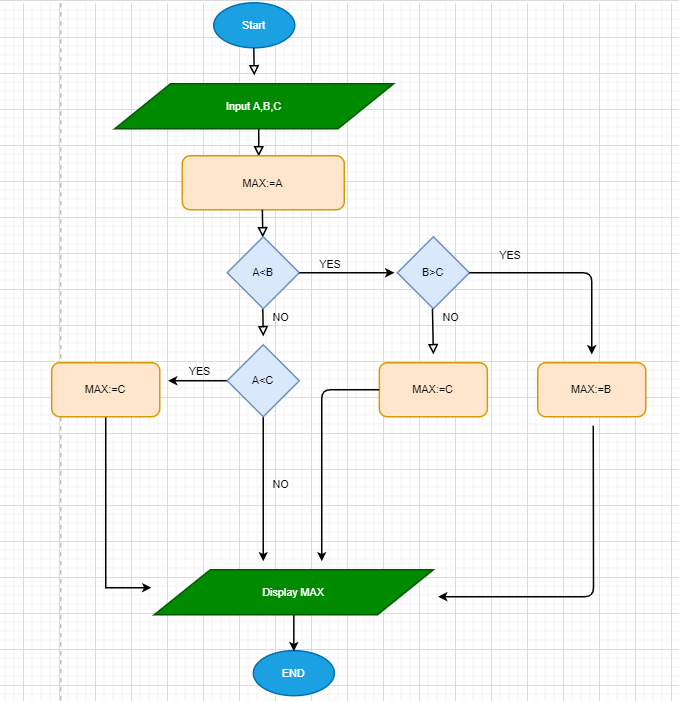 Start
Input A,B,C
MAX:=A
A<B
YES
B>C
YES
NO
NO
MAX:=C
YES
A<C
MAX:=C
MAX:=B
NO
Display MAX
END